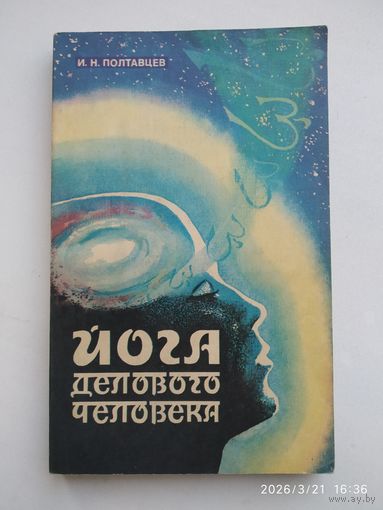 И. Н. ПОЛТАВЦЕВ
ЙОГА
ДЕЛОВОГО
ЧЕЛОВЕКА
2026/3/21 16:36
www.ay.by